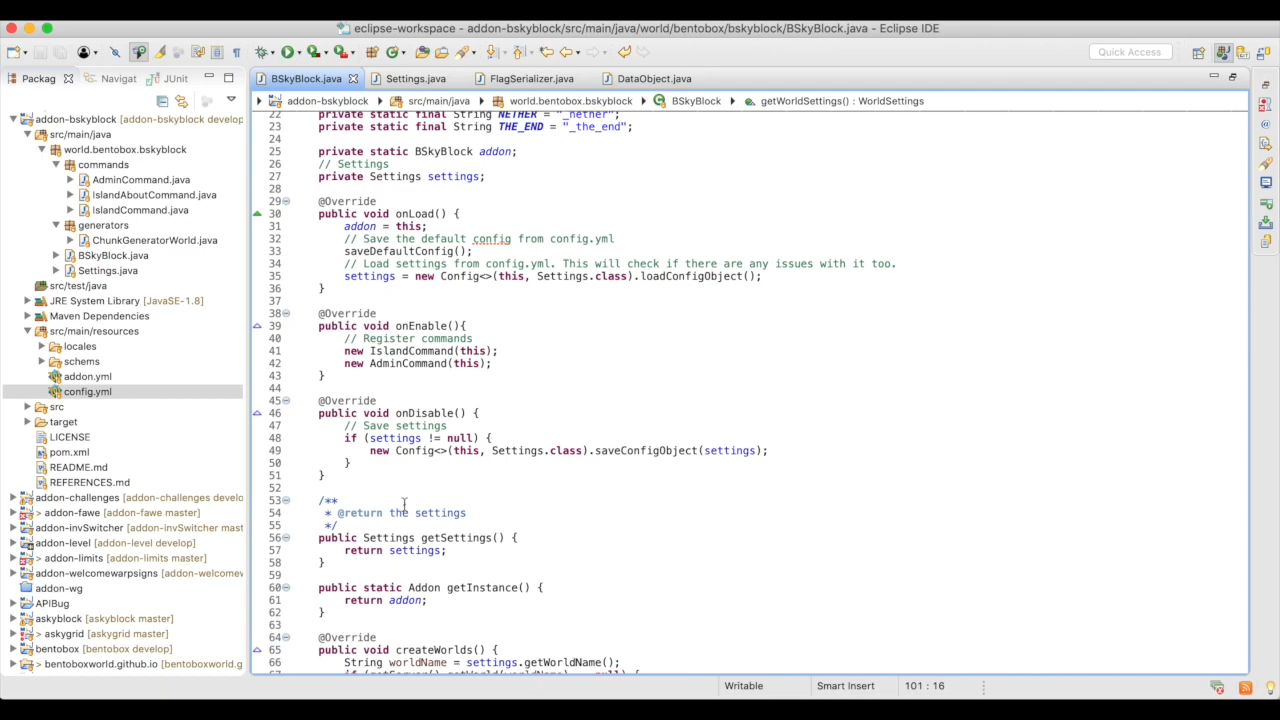 eclipse-workspace - addon-bskyblock/src/main/java/world/bentobox/bskyblock/BSkyBlock.java - Eclipse IDE
Quick Access
Packag
Navigat
JUnit
BSkyBlock.java
Settings.java
FlagSerializer.java
DataObject.java
addon-bskyblock
src/main/java
world.bentobox.bskyblock
BSkyBlock
getWorldSettings() : WorldSettings
addon-bskyblock [addon-bskyblock develop
src/main/java
world.bentobox.bskyblock
commands
AdminCommand.java
IslandAboutCommand.java
IslandCommand.java
generators
ChunkGeneratorWorld.java
BSkyBlock.java
Settings.java
src/test/java
JRE System Library [JavaSE-1.8]
Maven Dependencies
src/main/resources
locales
schems
addon.yml
config.yml
src
target
LICENSE
pom.xml
README.md
REFERENCES.md
addon-challenges [addon-challenges develo
> addon-fawe [addon-fawe master]
addon-invSwitcher [addon-invSwitcher deve
addon-level [addon-level develop]
> addon-limits [addon-limits master]
addon-welcomewarpsigns [addon-welcomew
addon-wg
APIBug
askyblock [askyblock master]
> askygrid [askygrid master]
bentobox [bentobox develop]
> bentoboxworld.github.io [bentoboxworld.g
22 private static final String NETHER = "_nether";
23 private static final String THE_END = "_the_end";
24
25 private static BSkyBlock addon;
26 // Settings
27 private Settings settings;
28
29 @Override
30 public void onLoad() {
31 addon = this;
32 // Save the default config from config.yml
33 saveDefaultConfig();
34 // Load settings from config.yml. This will check if there are any issues with it too.
35 settings = new Config<>(this, Settings.class).loadConfigObject();
36 }
37
38 @Override
39 public void onEnable(){
40 // Register commands
41 new IslandCommand(this);
42 new AdminCommand(this);
43 }
44
45 @Override
46 public void onDisable() {
47 // Save settings
48 if (settings != null) {
49 new Config<>(this, Settings.class).saveConfigObject(settings);
50 }
51 }
52
53 /**
54 * @return the settings
55 */
56 public Settings getSettings() {
57 return settings;
58 }
59
60 public static Addon getInstance() {
61 return addon;
62 }
63
64 @Override
65 public void createWorlds() {
66 String worldName = settings.getWorldName();
Writable
Smart Insert
101 : 16